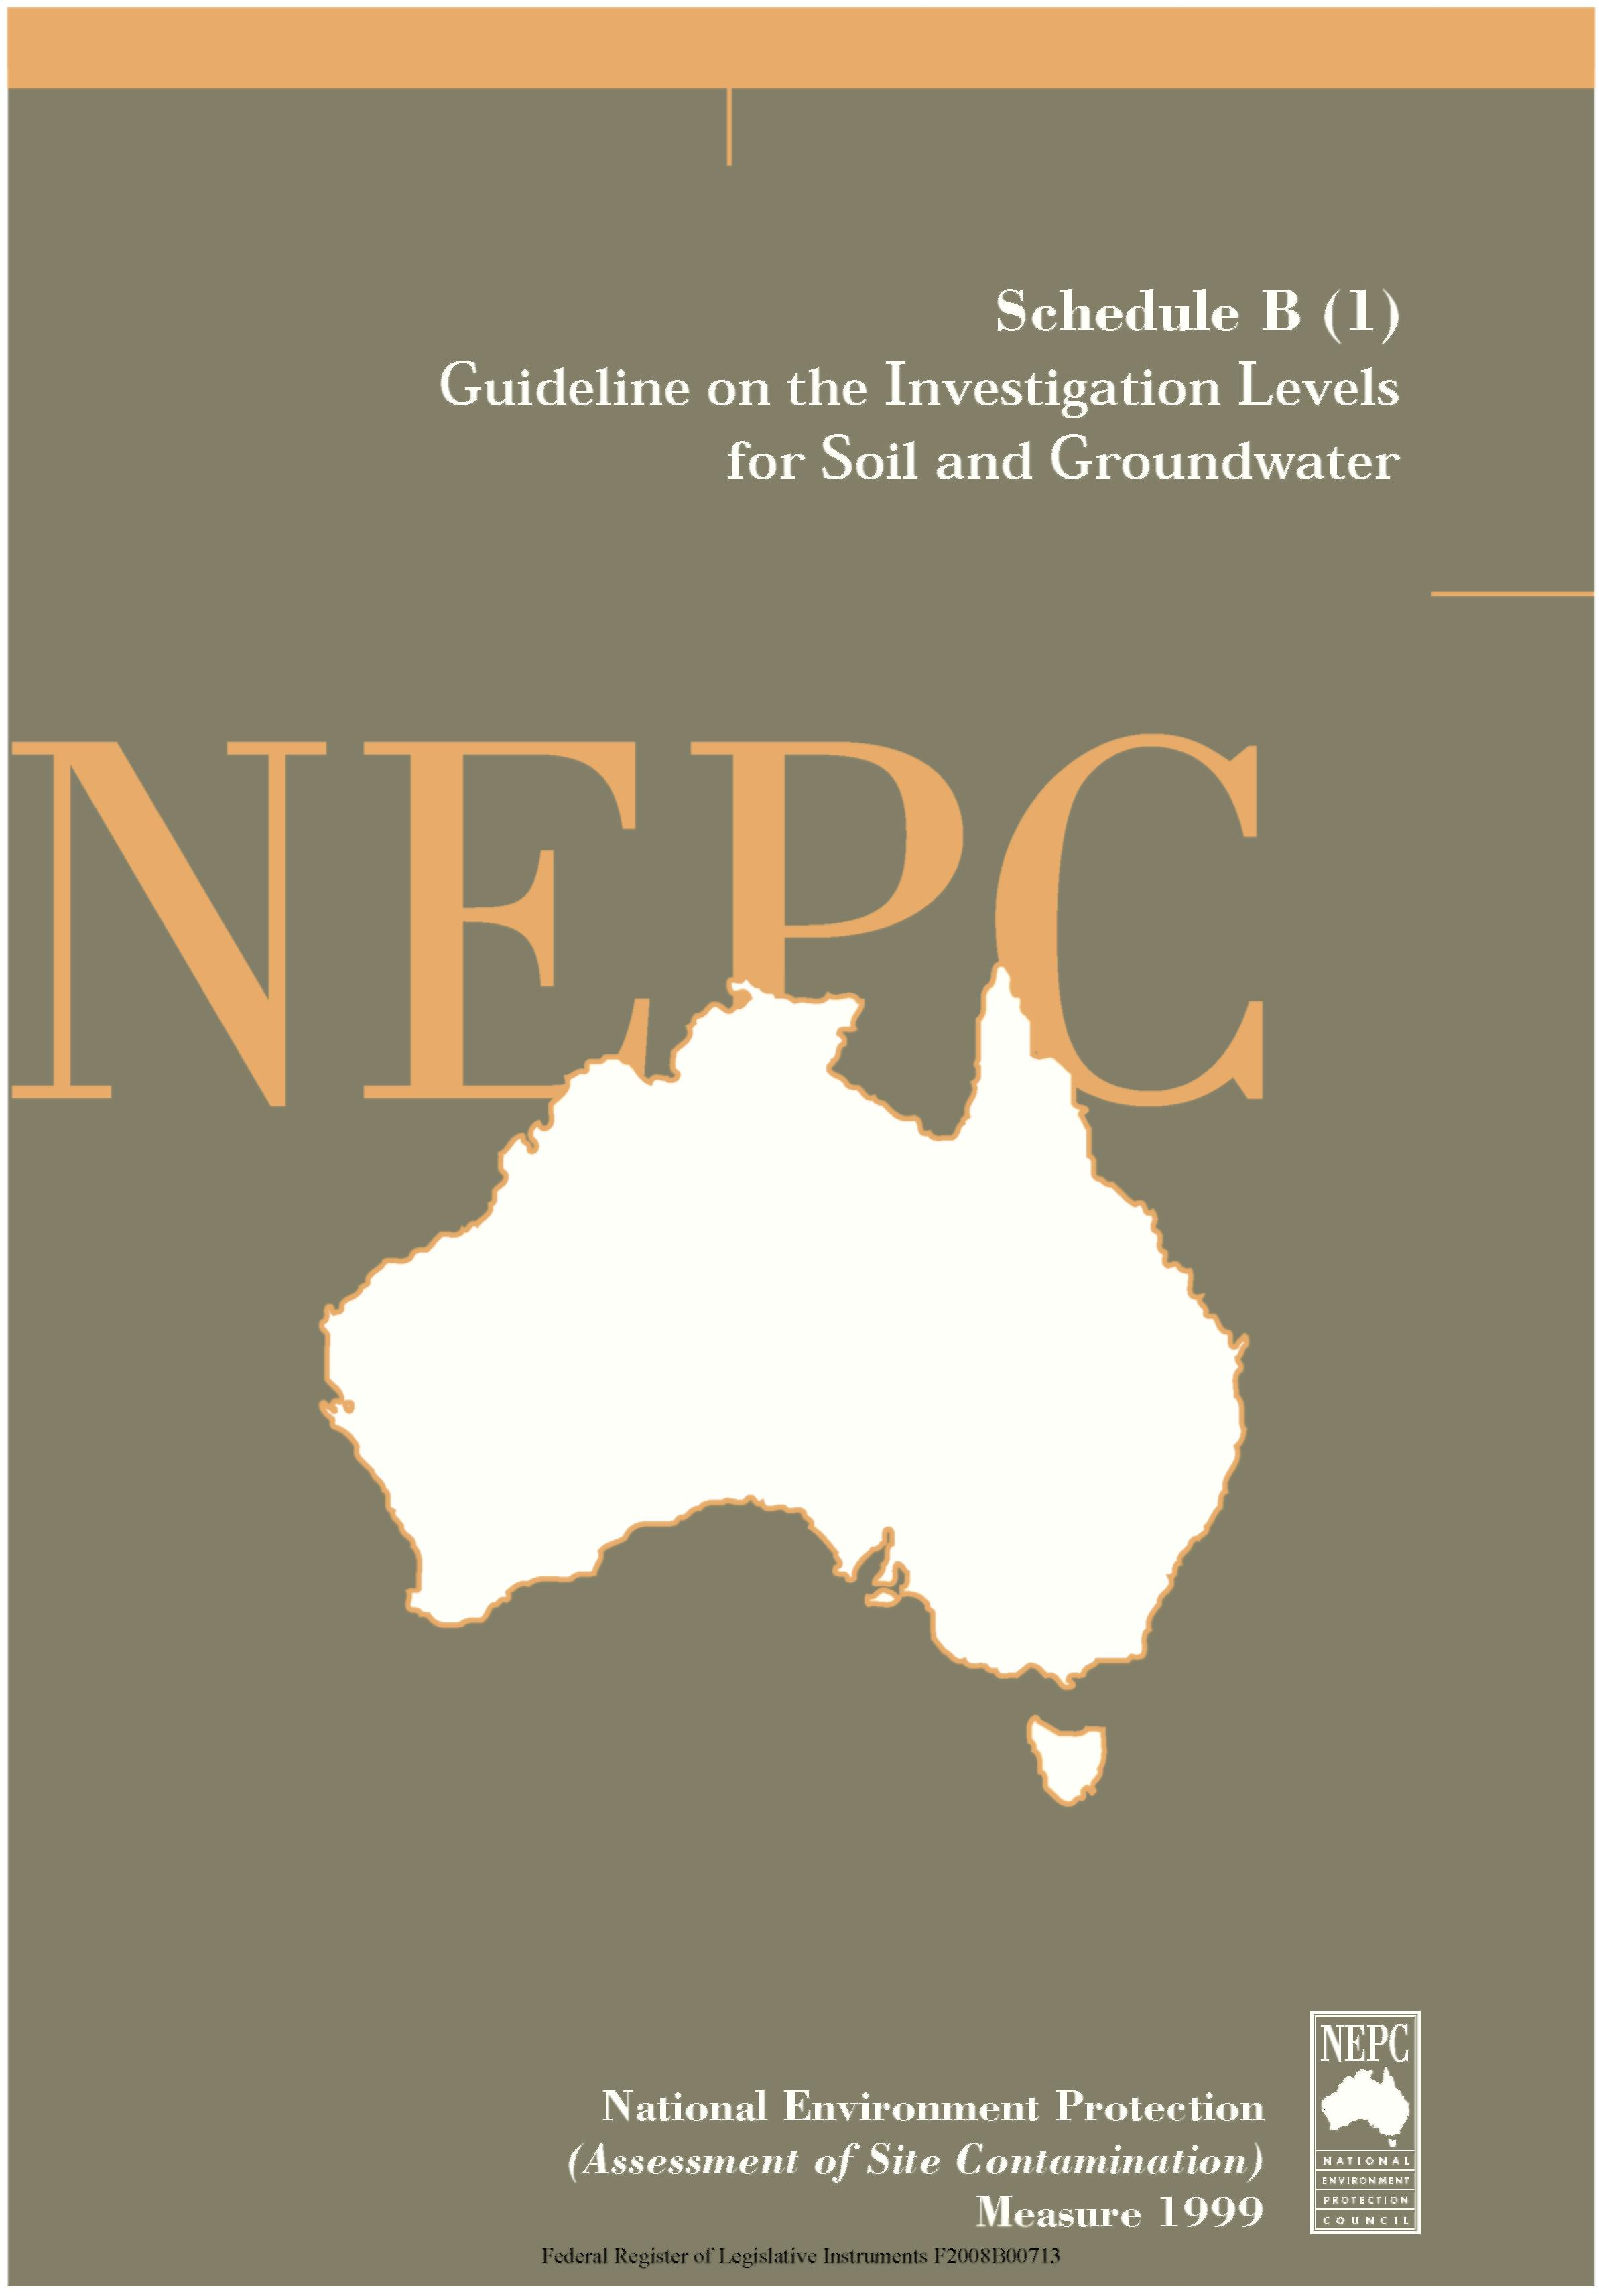 Schedule B (1)
Guideline on the Investigation Levels
for Soil and Groundwater
NEPC
National Environment Protection
(Assessment of Site Contamination)
Measure 1999
NEPC
NATIONAL
ENVIRONMENT
PROTECTION
COUNCIL
Federal Register of Legislative Instruments F2008B00713